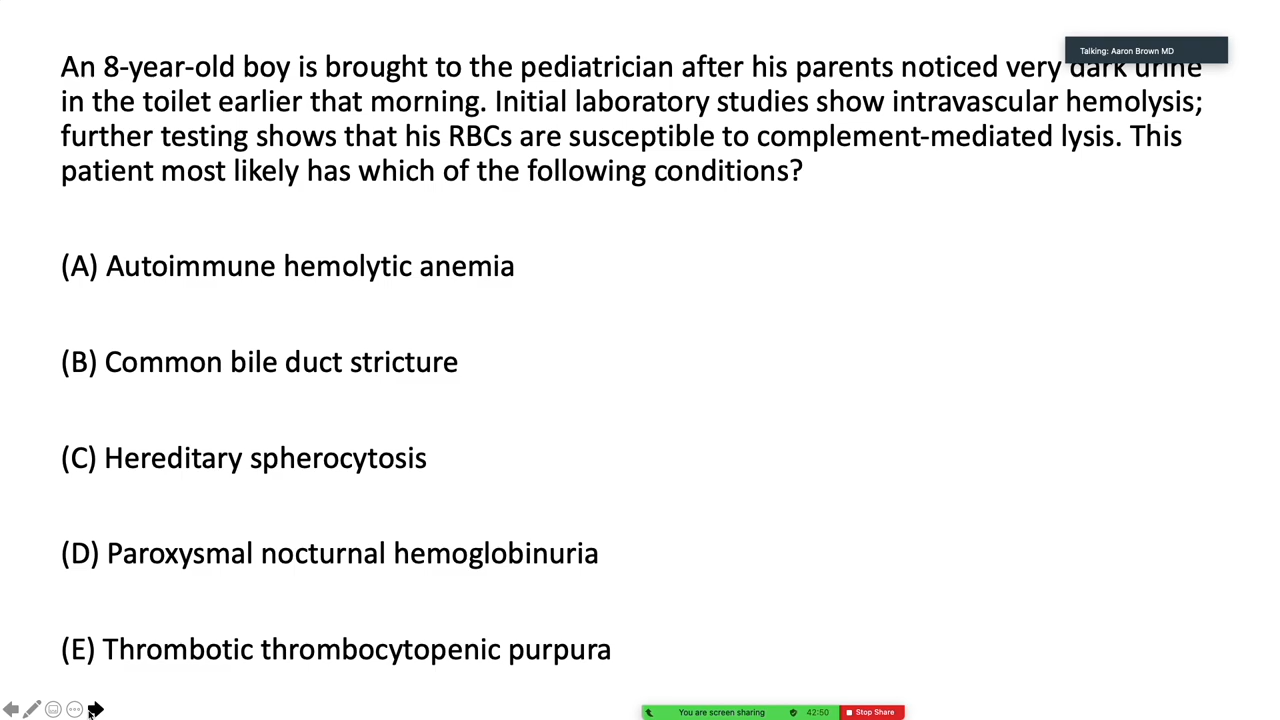 Talking: Aaron Brown MD
An 8-year-old boy is brought to the pediatrician after his parents noticed very dark urine
in the toilet earlier that morning. Initial laboratory studies show intravascular hemolysis;
further testing shows that his RBCs are susceptible to complement-mediated lysis. This
patient most likely has which of the following conditions?
(A) Autoimmune hemolytic anemia
(B) Common bile duct stricture
(C) Hereditary spherocytosis
(D) Paroxysmal nocturnal hemoglobinuria
(E) Thrombotic thrombocytopenic purpura
You are screen sharing 42:50 Stop Share